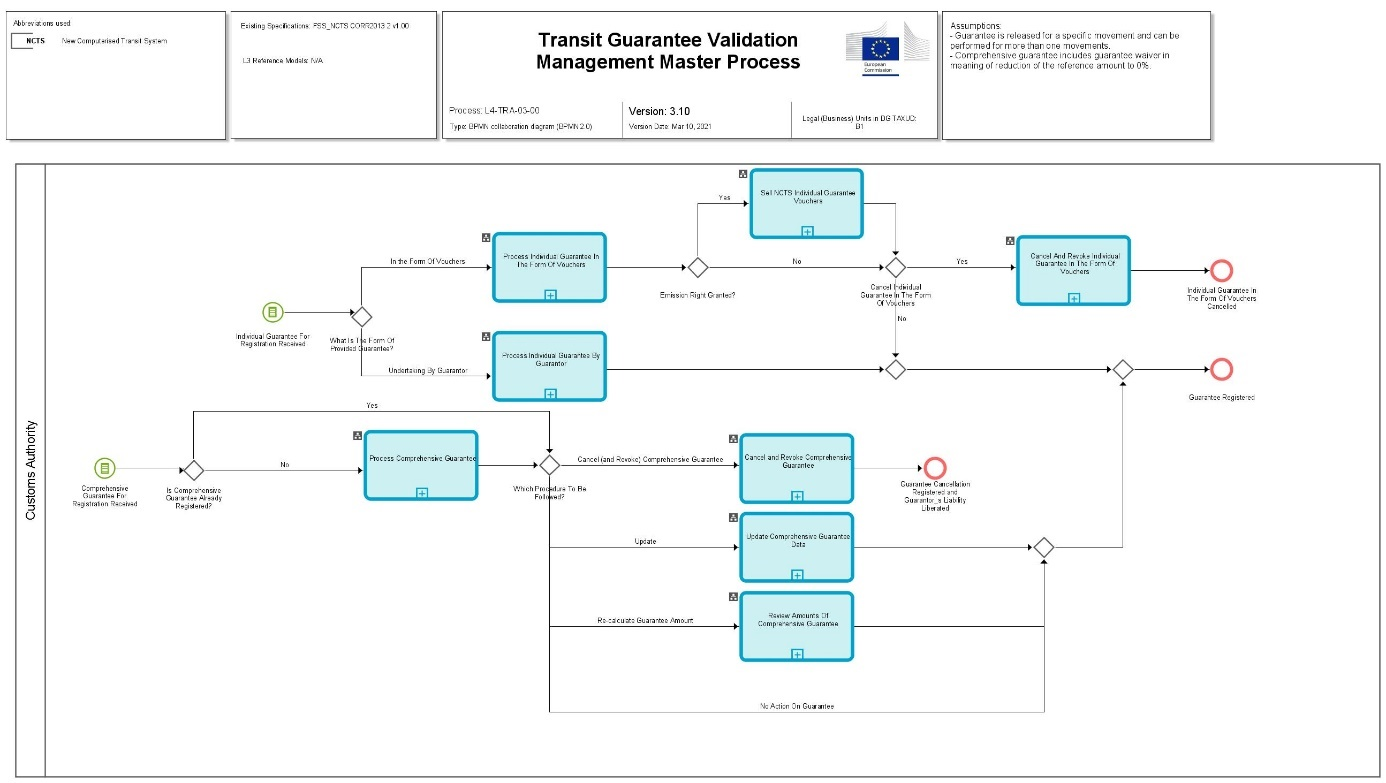 Abbreviations used:
NCTS New Computerised Transit System
Existing Specifications: FSS_NCTS CORR2013.2 v1.00
L3 Reference Models: N/A
Transit Guarantee Validation
Management Master Process
European
Commission
Process: L4-TRA-03-00
Type: BPMN collaboration diagram (BPMN 2.0)
Version: 3.10
Version Date: Mar 10, 2021
Legal (Business) Units in DG TAXUD:
B1
Assumptions:
- Guarantee is released for a specific movement and can be
performed for more than one movements.
- Comprehensive guarantee includes guarantee waiver in
meaning of reduction of the reference amount to 0%.
Customs Authority
Sell NCTS Individual Guarantee
Vouchers
Yes
In the Form Of Vouchers
Process Individual Guarantee In
The Form Of Vouchers
No
Emission Right Granted?
Cancel Individual
Guarantee In The Form
Of Vouchers
Yes
Cancel And Revoke Individual
Guarantee In The Form Of
Vouchers
Individual Guarantee In
The Form Of Vouchers
Cancelled
No
Individual Guarantee For
Registration Received
What Is The Form Of
Provided Guarantee?
Undertaking By Guarantor
Process Individual Guarantee By
Guarantor
Guarantee Registered
Yes
Comprehensive
Guarantee For
Registration Received
Is Comprehensive
Guarantee Already
Registered?
No
Process Comprehensive Guarantee
Which Procedure To Be
Followed?
Cancel (and Revoke) Comprehensive Guarantee
Cancel and Revoke Comprehensive
Guarantee
Guarantee Cancellation
Registered and
Guarantor_s Liability
Liberated
Update
Update Comprehensive Guarantee
Data
Re-calculate Guarantee Amount
Review Amounts Of
Comprehensive Guarantee
No Action On Guarantee